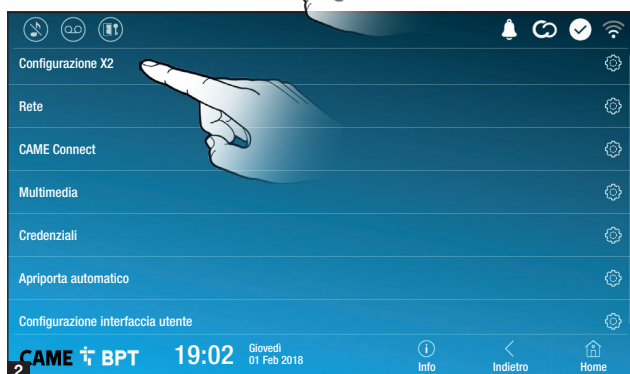 Configurazione X2
Rete
CAME Connect
Multimedia
Credenziali
Apriporta automatico
Configurazione interfaccia utente
2
CAME BPT 19:02 Giovedì
01 Feb 2018
Info Indietro Home